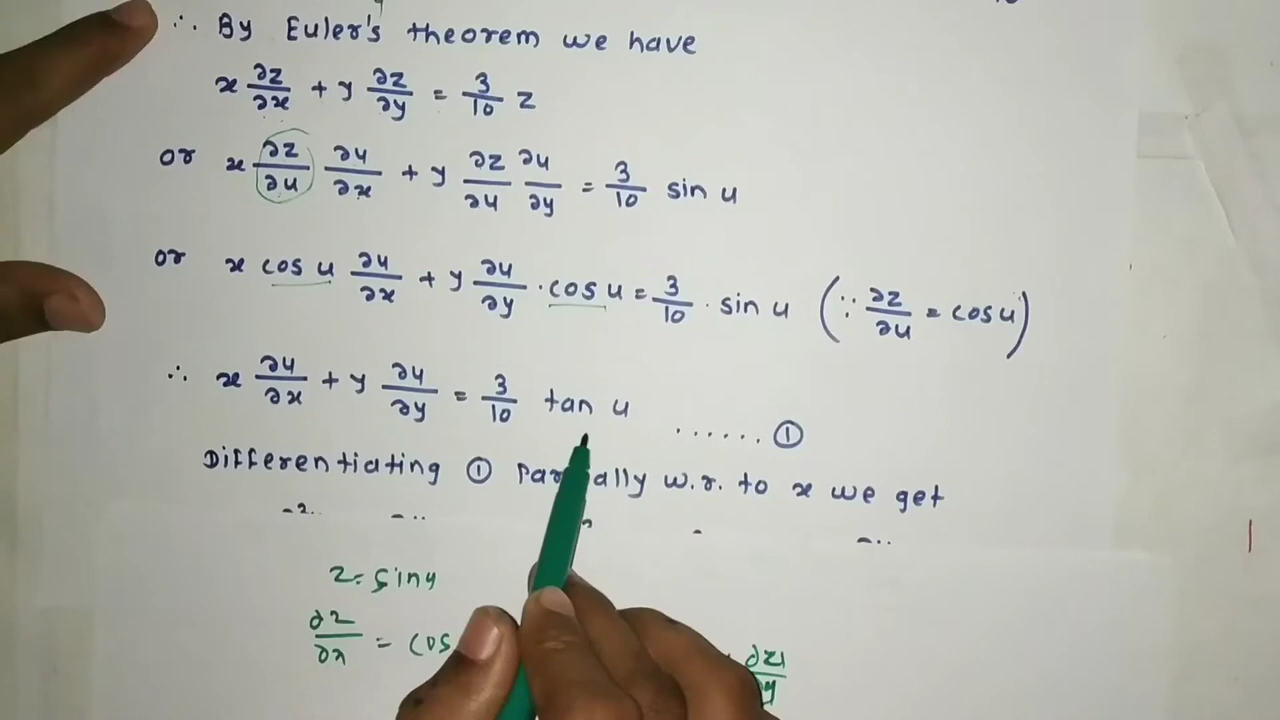 ∴ By Euler's theorem we have
x ∂z/∂x + y ∂z/∂y = 3/10 z
or x ∂z/∂u ∂u/∂x + y ∂z/∂u ∂u/∂y = 3/10 sin u
or x cos u ∂u/∂x + y ∂u/∂y · cos u = 3/10 · sin u (∵ ∂z/∂u = cos u)
∴ x ∂u/∂x + y ∂u/∂y = 3/10 tan u ...... ①
Differentiating ① w.r. to x we get
z = sin u
∂z/∂x = cos
∂z/∂y